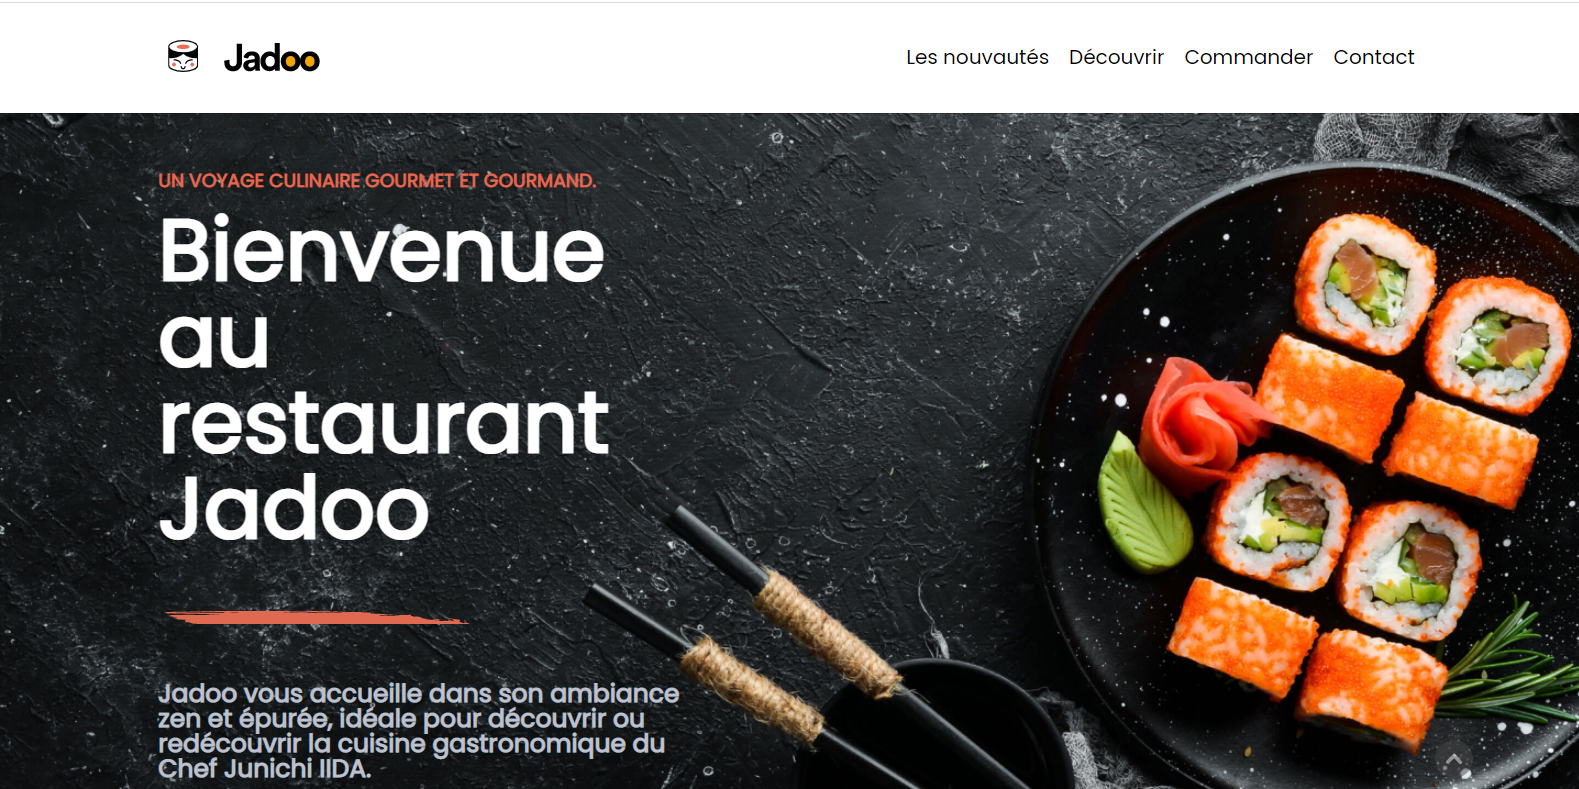 Jadoo
Les nouvautés Découvrir Commander Contact
UN VOYAGE CULINAIRE GOURMET ET GOURMAND.
Bienvenue
au
restaurant
Jadoo
Jadoo vous accueille dans son ambiance
zen et épurée, idéale pour découvrir ou
redécouvrir la cuisine gastronomique du
Chef Junichi IIDA.